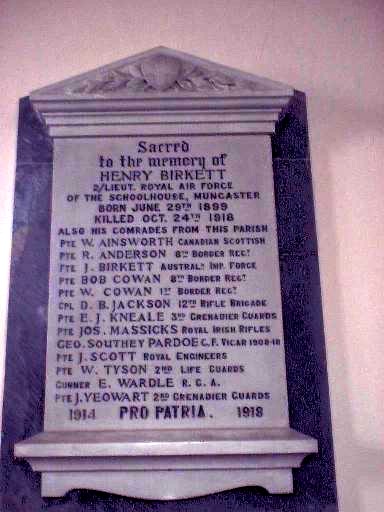 Sacred
to the memory of
HENRY BIRKETT
2/LIEUT. ROYAL AIR FORCE
OF THE SCHOOLHOUSE, MUNCASTER
BORN JUNE 29TH 1899
KILLED OCT. 24TH 1918
ALSO HIS COMRADES FROM THIS PARISH
PTE W. AINSWORTH CANADIAN SCOTTISH
PTE R. ANDERSON 8TH BORDER REGT
PTE J. BIRKETT AUSTRALN IMP. FORCE
PTE BOB COWAN 8TH BORDER REGT
PTE W. COWAN 1ST BORDER REGT
CPL D. B. JACKSON 12TH RIFLE BRIGADE
PTE E. J. KNEALE 3RD GRENADIER GUARDS
PTE JOS. MASSICKS ROYAL IRISH RIFLES
GEO. SOUTHEY PARDOE C.F. VICAR 1908-18
PTE J. SCOTT ROYAL ENGINEERS
PTE W. TYSON 2ND LIFE GUARDS
GUNNER E. WARDLE R.G.A.
PTE J. YEOWART 2ND GRENADIER GUARDS
1914 PRO PATRIA. 1918